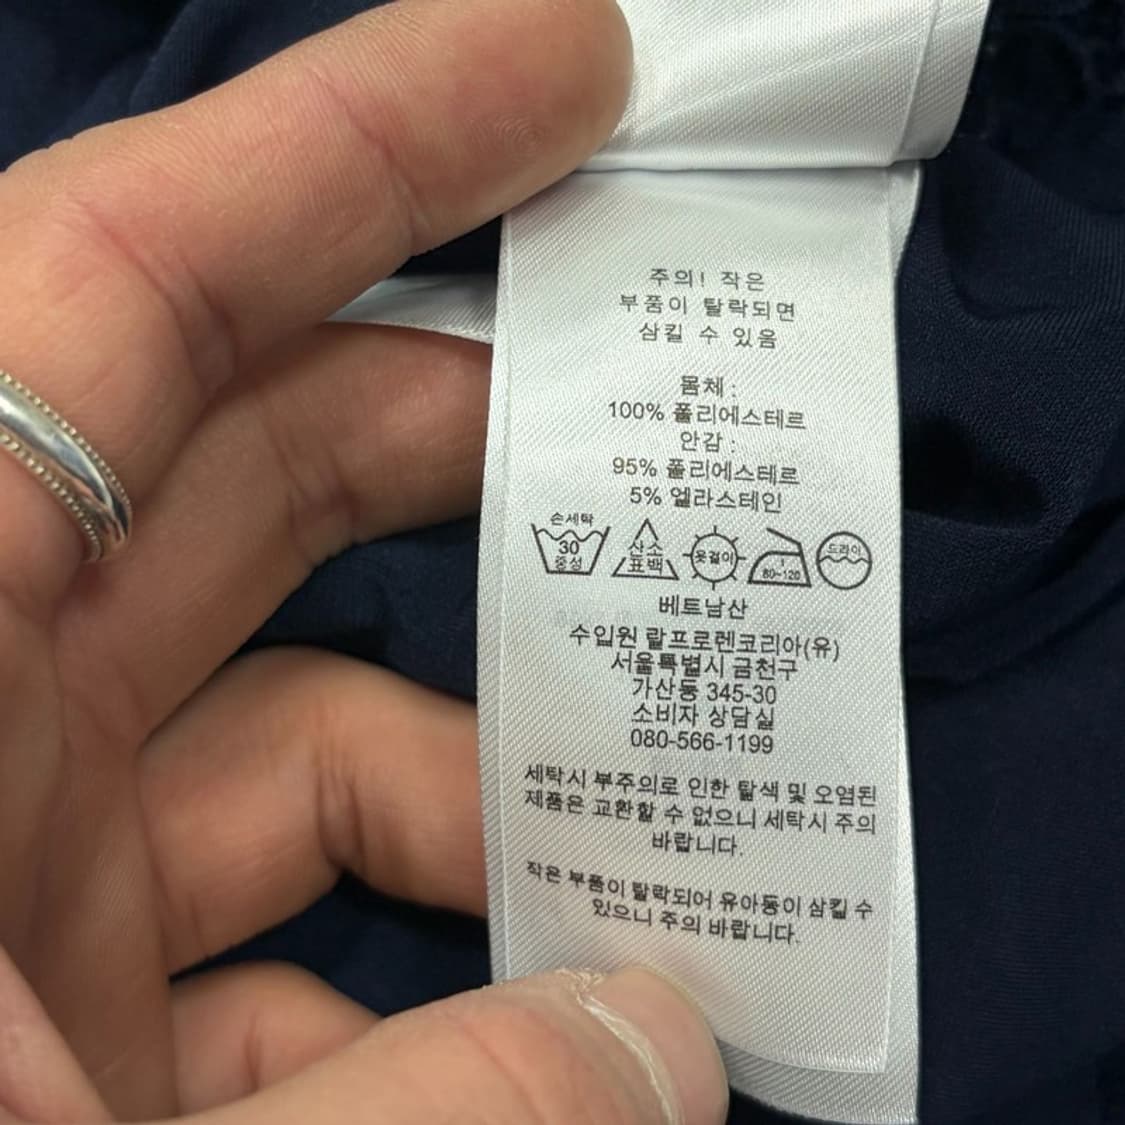 주의! 작은
부품이 탈락되면
삼킬 수 있음
몸체 :
100% 폴리에스테르
안감 :
95% 폴리에스테르
5% 엘라스테인
손세탁
30
중성
산소
표백
옷걸이
80~120
드라이
베트남산
수입원 랄프로렌코리아(유)
서울특별시 금천구
가산동 345-30
소비자 상담실
080-566-1199
세탁시 부주의로 인한 탈색 및 오염된
제품은 교환할 수 없으니 세탁시 주의
바랍니다.
작은 부품이 탈락되어 유아동이 삼킬 수
있으니 주의 바랍니다.